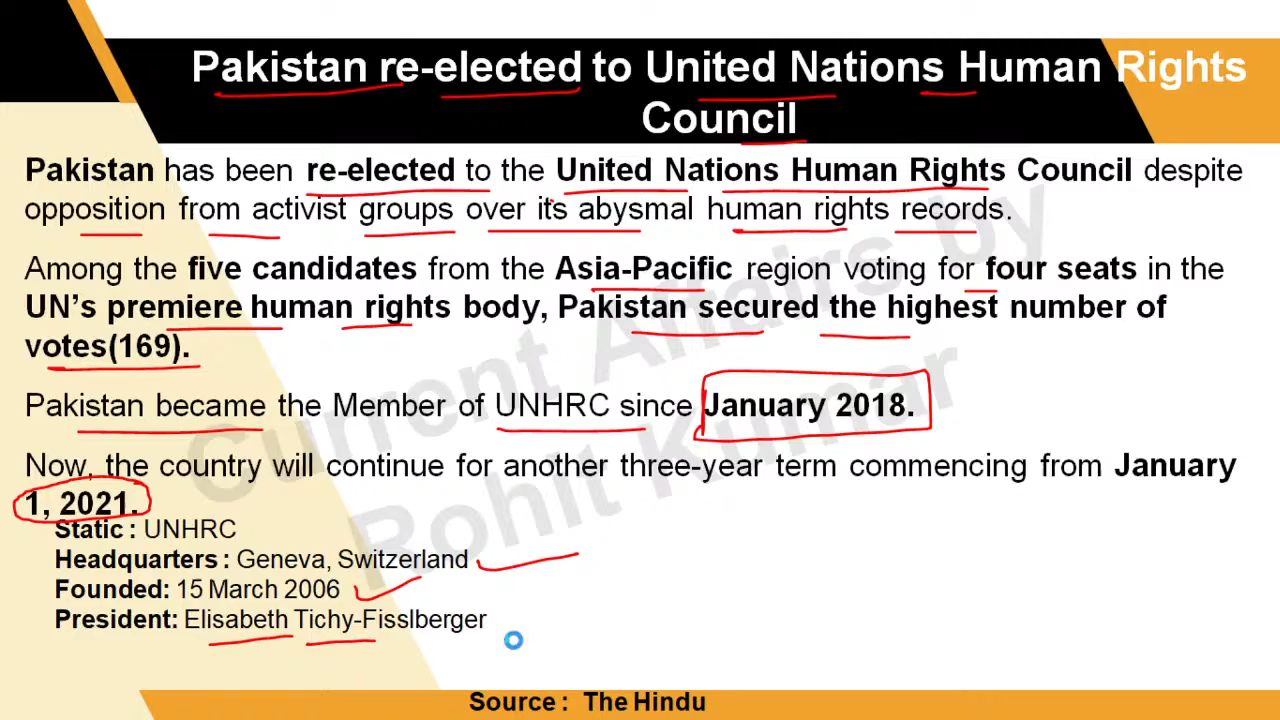 Pakistan re-elected to United Nations Human Rights
Council
Pakistan has been re-elected to the United Nations Human Rights Council despite
opposition from activist groups over its abysmal human rights records.
Among the five candidates from the Asia-Pacific region voting for four seats in the
UN's premiere human rights body, Pakistan secured the highest number of
votes(169).
Pakistan became the Member of UNHRC since January 2018.
Now, the country will continue for another three-year term commencing from January
1, 2021.
Static : UNHRC
Headquarters : Geneva, Switzerland
Founded: 15 March 2006
President: Elisabeth Tichy-Fisslberger
Source : The Hindu
Current Affairs by
Rohit Kumar